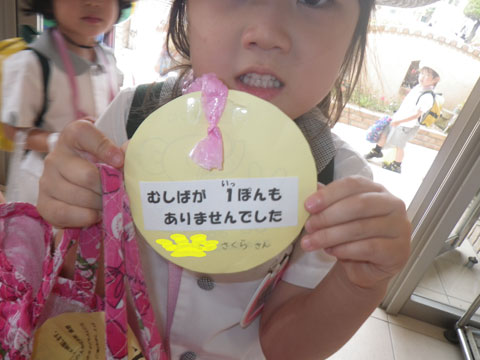 むしばが 1ぽんも
いっ
ありませんでした
さくら さん